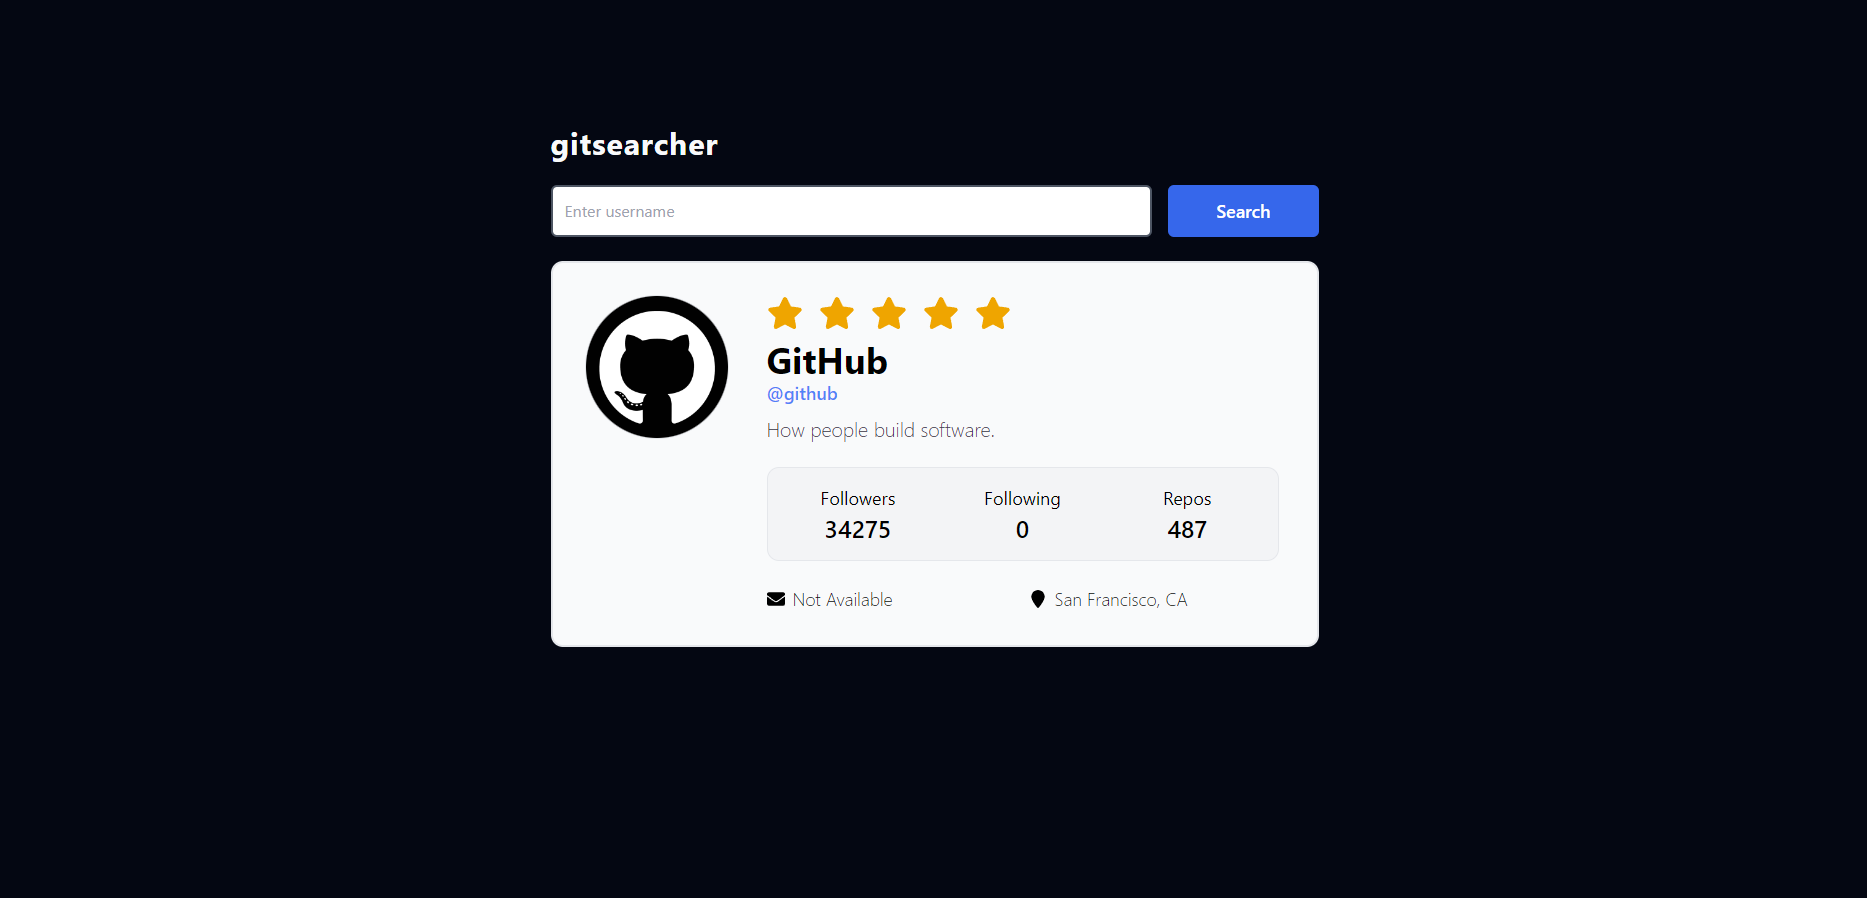 gitsearcher
Enter username
Search
GitHub
@github
How people build software.
Followers Following Repos
34275 0 487
Not Available San Francisco, CA